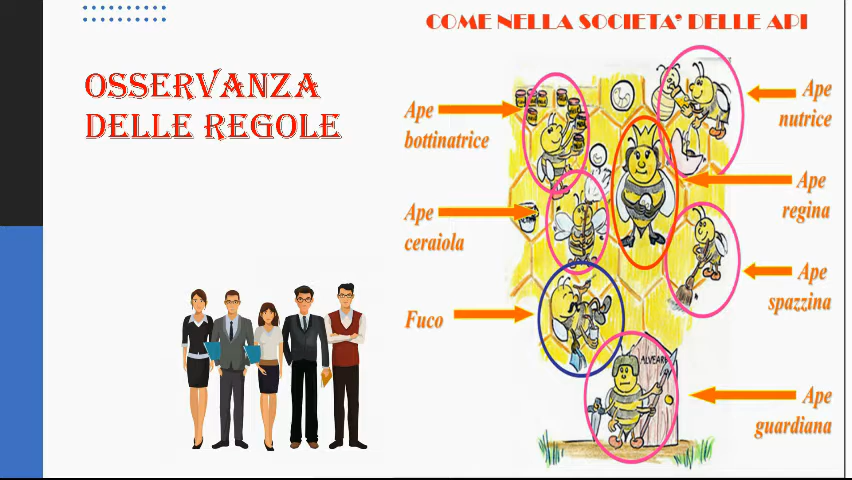 COME NELLA SOCIETA' DELLE API
OSSERVANZA
DELLE REGOLE
Ape
bottinatrice
Ape
nutrice
Ape
regina
Ape
ceraiola
Ape
spazzina
Fuco
ALVEARE
Ape
guardiana